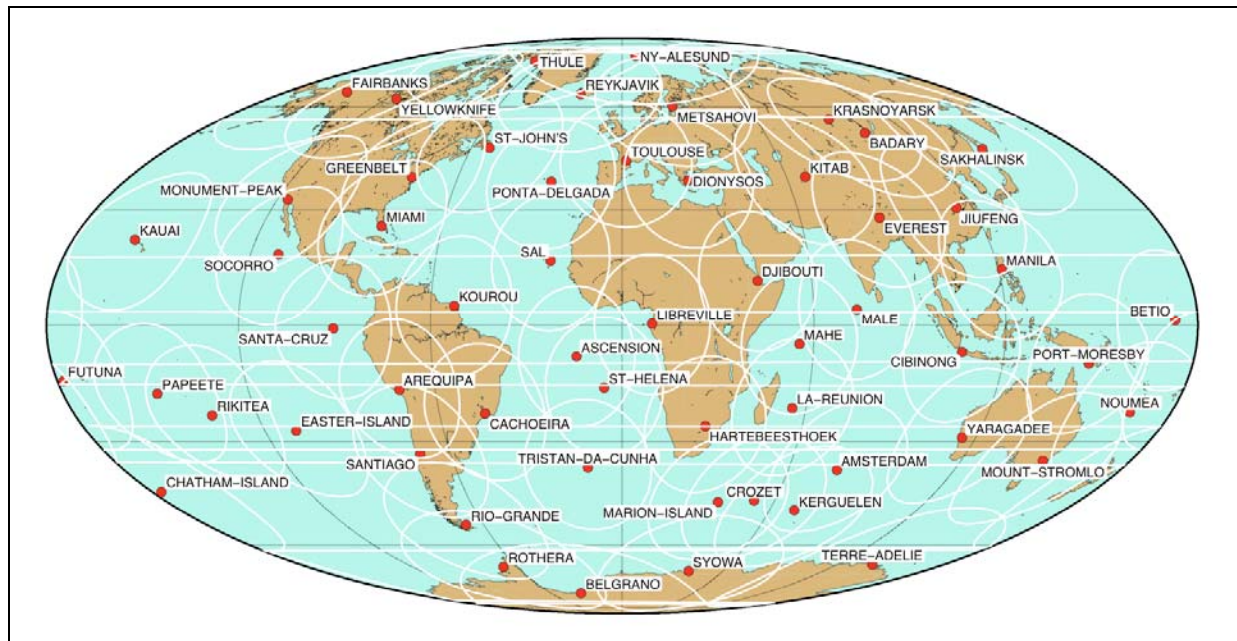 THULE
NY-ALESUND
FAIRBANKS
REYKJAVIK
YELLOWKNIFE
METSAHOVI
KRASNOYARSK
ST-JOHN'S
BADARY
TOULOUSE
SAKHALINSK
GREENBELT
KITAB
MONUMENT-PEAK
PONTA-DELGADA
DIONYSOS
MIAMI
JIUFENG
EVEREST
KAUAI
SOCORRO
SAL
MANILA
DJIBOUTI
KOUROU
LIBREVILLE
MALE
BETIO
SANTA-CRUZ
MAHE
ASCENSION
CIBINONG
PORT-MORESBY
FUTUNA
PAPEETE
AREQUIPA
ST-HELENA
LA-REUNION
NOUMEA
RIKITEA
EASTER-ISLAND
CACHOEIRA
HARTEBEESTHOEK
YARAGADEE
SANTIAGO
TRISTAN-DA-CUNHA
AMSTERDAM
MOUNT-STROMLO
CHATHAM-ISLAND
CROZET
MARION-ISLAND
KERGUELEN
RIO-GRANDE
ROTHERA
SYOWA
TERRE-ADELIE
BELGRANO